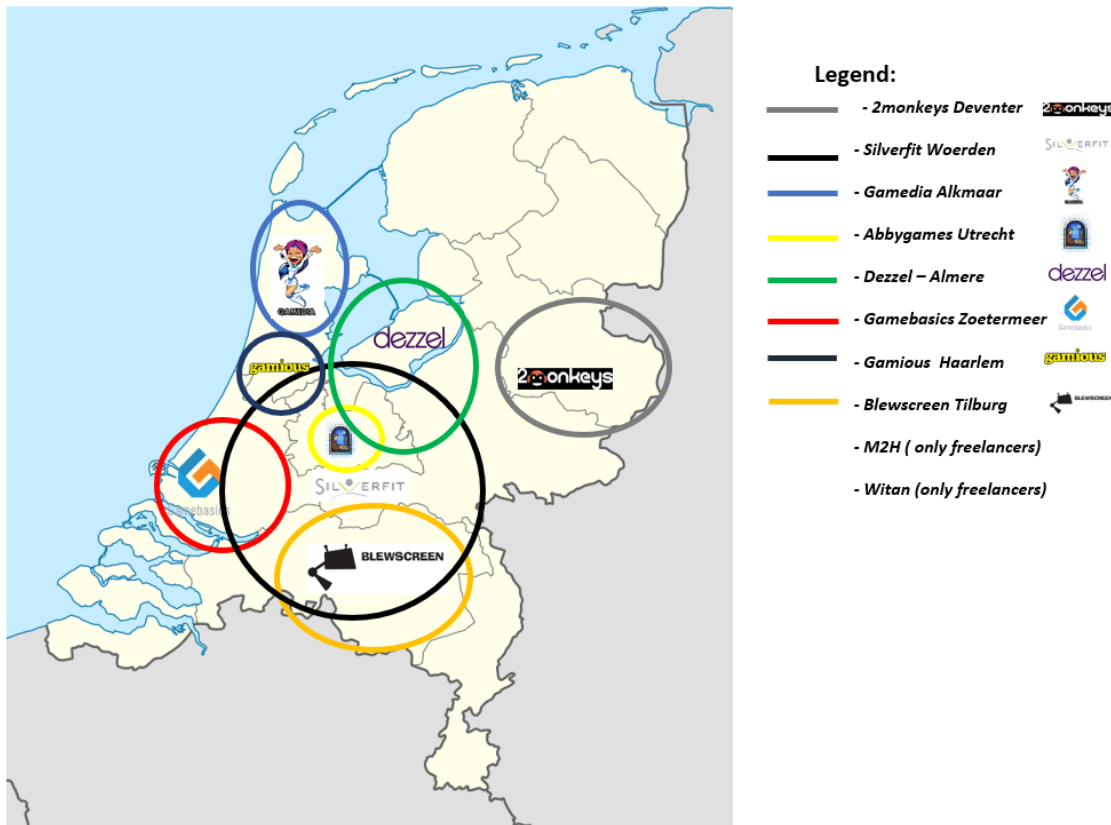 Legend:
- 2monkeys Deventer 2monkeys
- Silverfit Woerden SILVERFIT
- Gamedia Alkmaar
- Abbygames Utrecht
- Dezzel – Almere dezzel
- Gamebasics Zoetermeer Gamebasics
- Gamious Haarlem gamious
- Blewscreen Tilburg BLEWSCREEN
- M2H ( only freelancers)
- Witan (only freelancers)
GAMEDIA
dezzel
gamious
2monkeys
SILVERFIT
Gamebasics
BLEWSCREEN